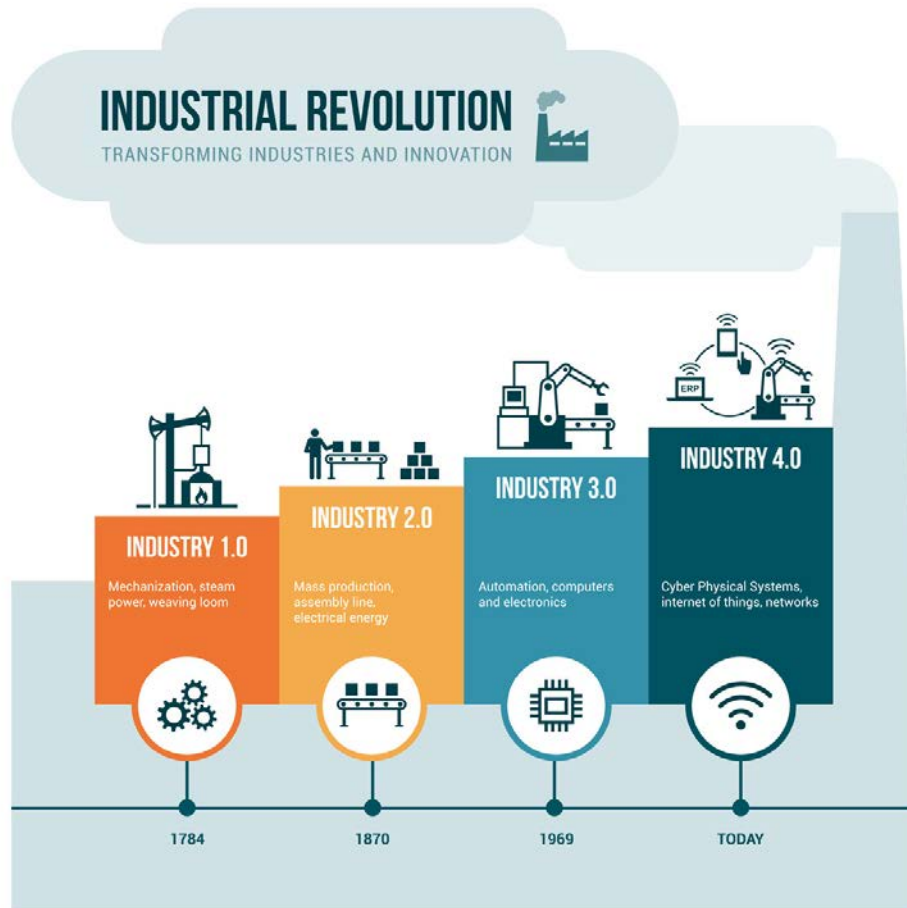 INDUSTRIAL REVOLUTION
TRANSFORMING INDUSTRIES AND INNOVATION
ERP
INDUSTRY 1.0
Mechanization, steam
power, weaving loom
INDUSTRY 2.0
Mass production,
assembly line,
electrical energy
INDUSTRY 3.0
Automation, computers
and electronics
INDUSTRY 4.0
Cyber Physical Systems,
internet of things, networks
1784
1870
1969
TODAY